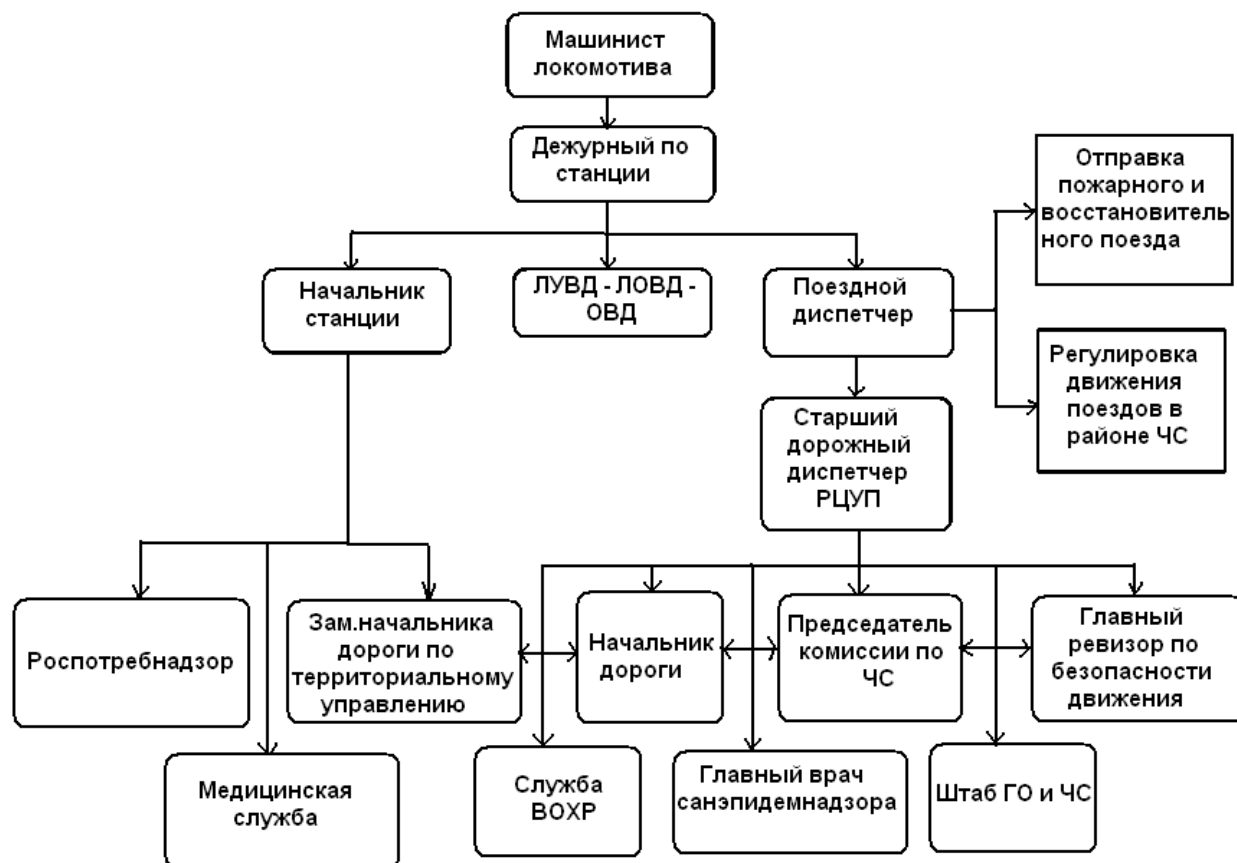 Машинист
локомотива
Дежурный по
станции
Отправка
пожарного и
восстановитель
ного поезда
Начальник
станции
ЛУВД - ЛОВД -
ОВД
Поездной
диспетчер
Регулировка
движения
поездов в
районе ЧС
Старший
дорожный
диспетчер
РЦУП
Роспотребнадзор
Зам.начальника
дороги по
территориальному
управлению
Начальник
дороги
Председатель
комиссии по
ЧС
Главный
ревизор по
безопасности
движения
Медицинская
служба
Служба
ВОХР
Главный врач
санэпидемнадзора
Штаб ГО и ЧС